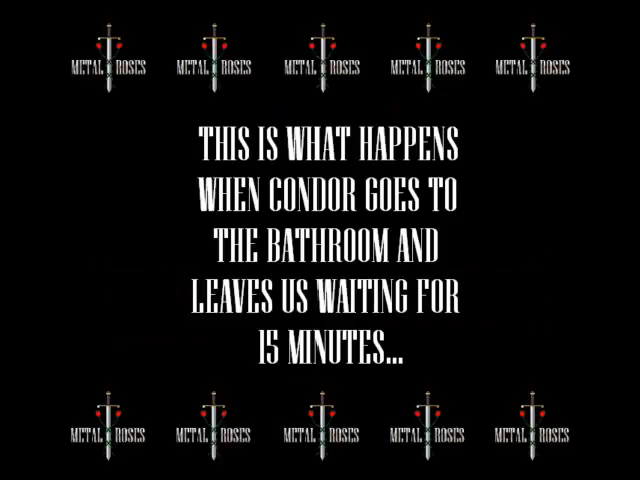 METAL ROSES METAL ROSES METAL ROSES METAL ROSES METAL ROSES
THIS IS WHAT HAPPENS
WHEN CONDOR GOES TO
THE BATHROOM AND
LEAVES US WAITING FOR
15 MINUTES...
METAL ROSES METAL ROSES METAL ROSES METAL ROSES METAL ROSES